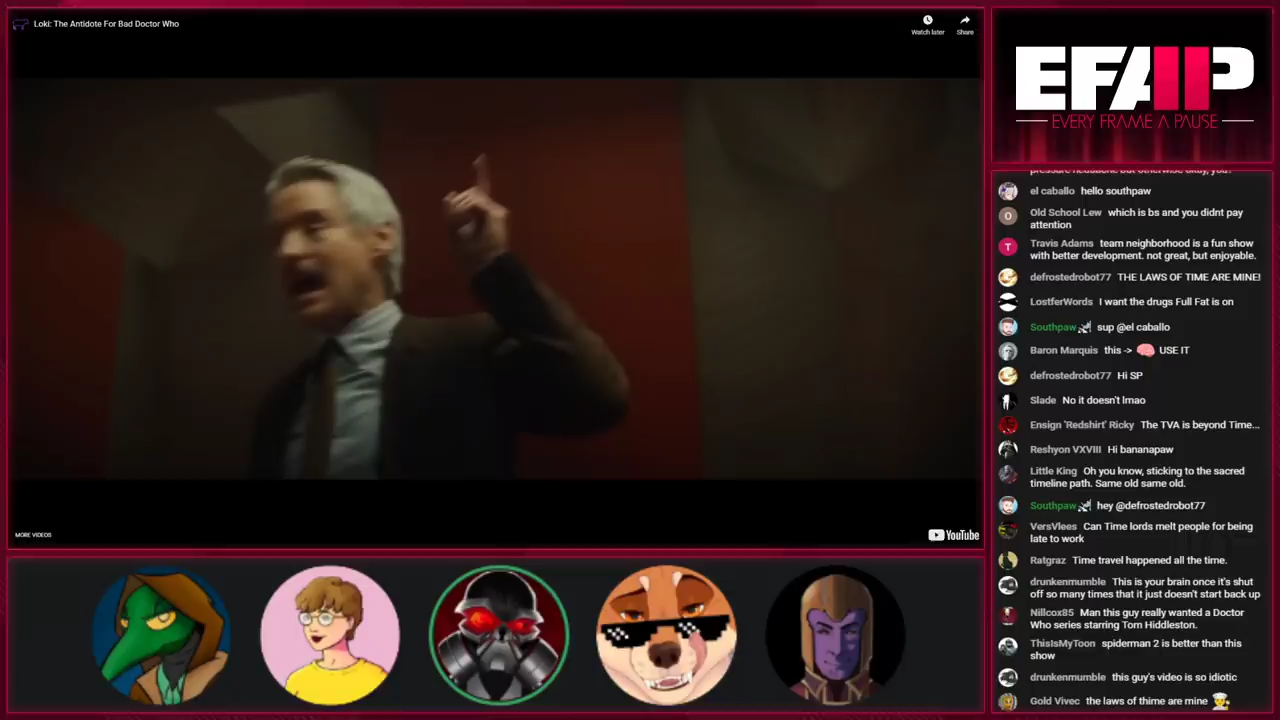 Loki: The Antidote For Bad Doctor Who
Watch later
Share
MORE VIDEOS
YouTube
EFAP
EVERY FRAME A PAUSE
el caballo hello southpaw
Old School Lew which is bs and you didnt pay
attention
Travis Adams team neighborhood is a fun show
with better development. not great, but enjoyable.
defrostedrobot77 THE LAWS OF TIME ARE MINE!
LostferWords I want the drugs Full Fat is on
Southpaw sup @el caballo
Baron Marquis this -> 🧠 USE IT
defrostedrobot77 Hi SP
Slade No it doesn't lmao
Ensign 'Redshirt' Ricky The TVA is beyond Time...
Reshyon VXVIII Hi bananapaw
Little King Oh you know, sticking to the sacred
timeline path. Same old same old.
Southpaw hey @defrostedrobot77
VersVlees Can Time lords melt people for being
late to work
Ratgraz Time travel happened all the time.
drunkenmumble This is your brain once it's shut
off so many times that it just doesn't start back up
Nillcox85 Man this guy really wanted a Doctor
Who series starring Tom Hiddleston.
ThisIsMyToon spiderman 2 is better than this
show
drunkenmumble this guy's video is so idiotic
Gold Vivec the laws of thime are mine